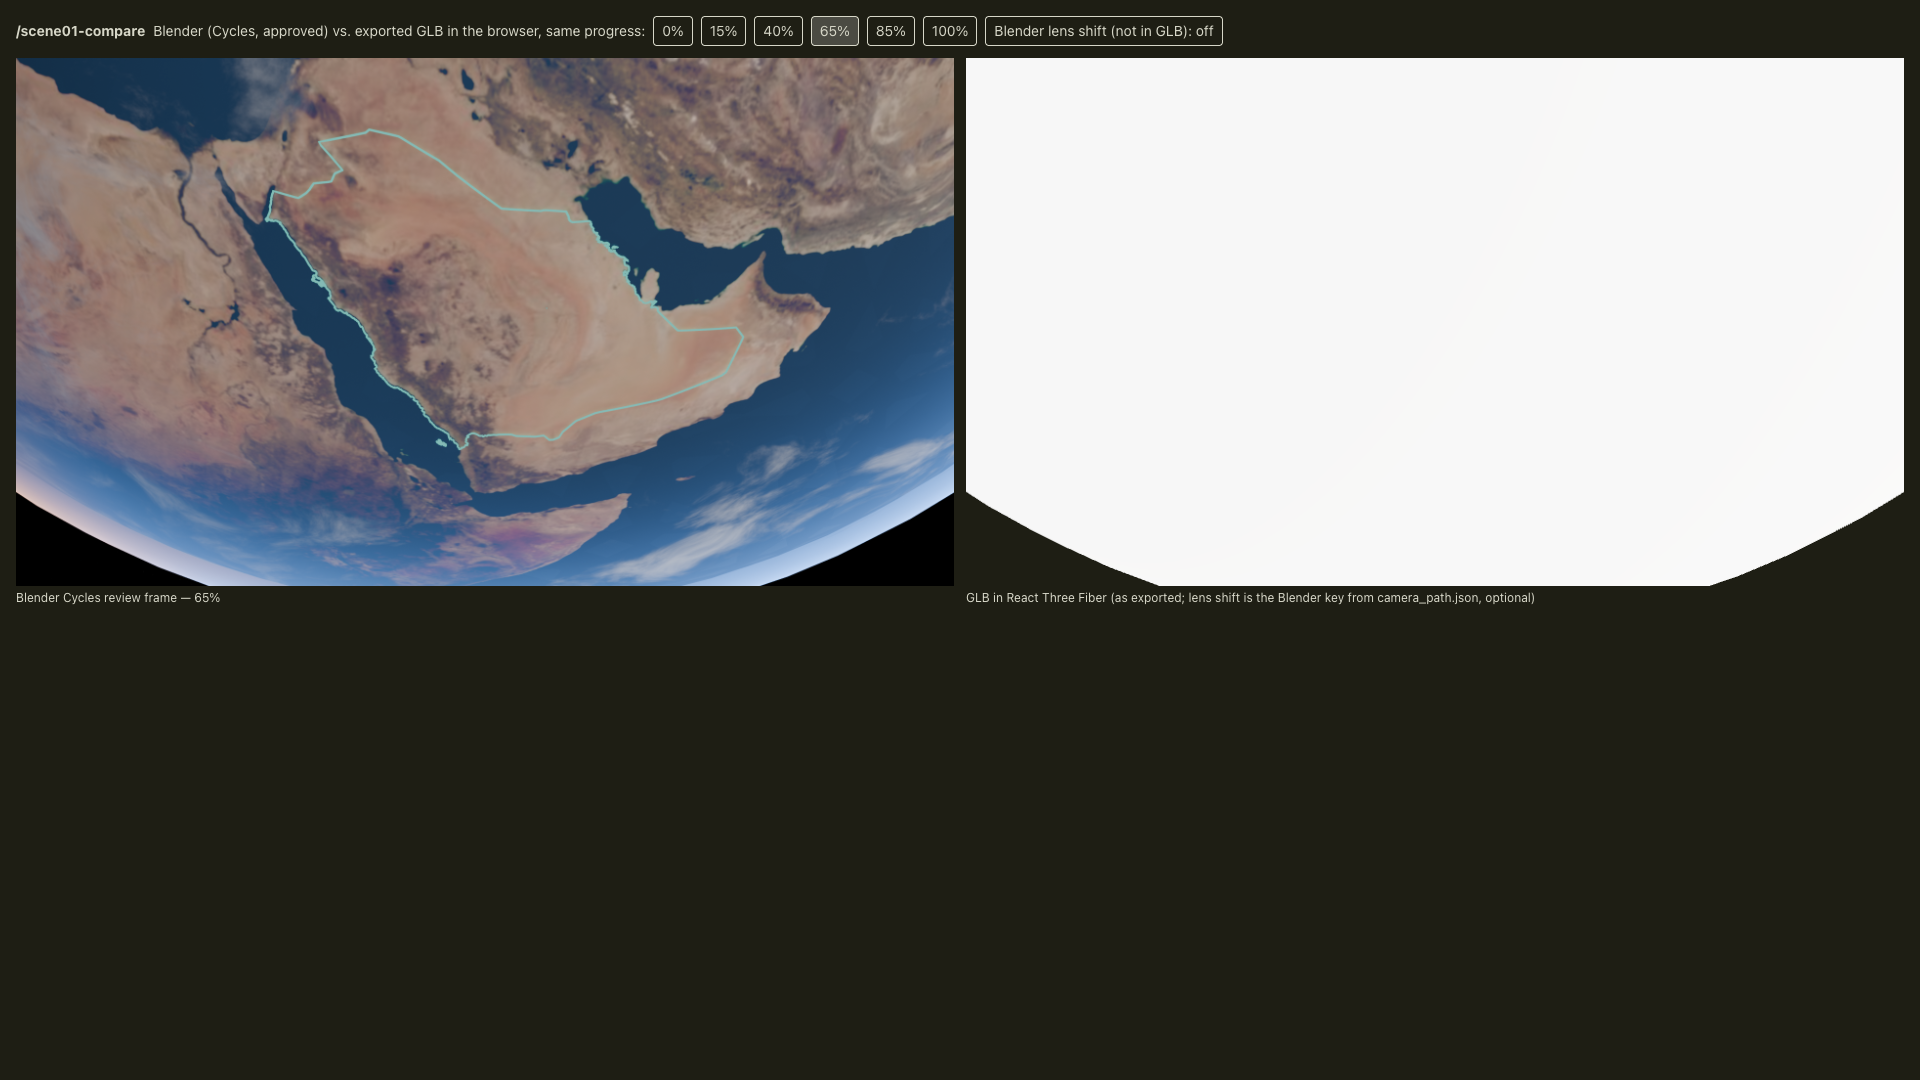 /scene01-compare Blender (Cycles, approved) vs. exported GLB in the browser, same progress: 0% 15% 40% 65% 85% 100% Blender lens shift (not in GLB): off
Blender Cycles review frame — 65%
GLB in React Three Fiber (as exported; lens shift is the Blender key from camera_path.json, optional)